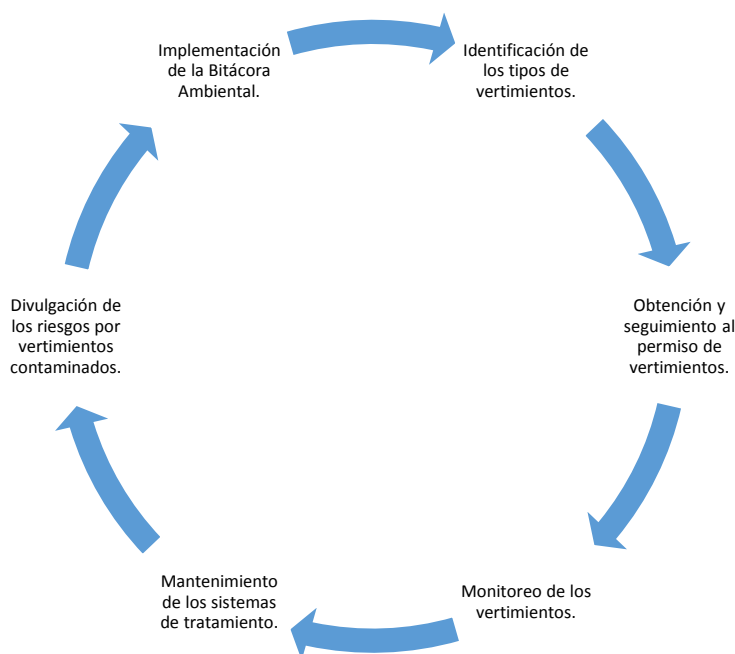 Implementación
de la Bitácora
Ambiental.
Identificación de
los tipos de
vertimientos.
Obtención y
seguimiento al
permiso de
vertimientos.
Monitoreo de los
vertimientos.
Mantenimiento
de los sistemas
de tratamiento.
Divulgación de
los riesgos por
vertimientos
contaminados.